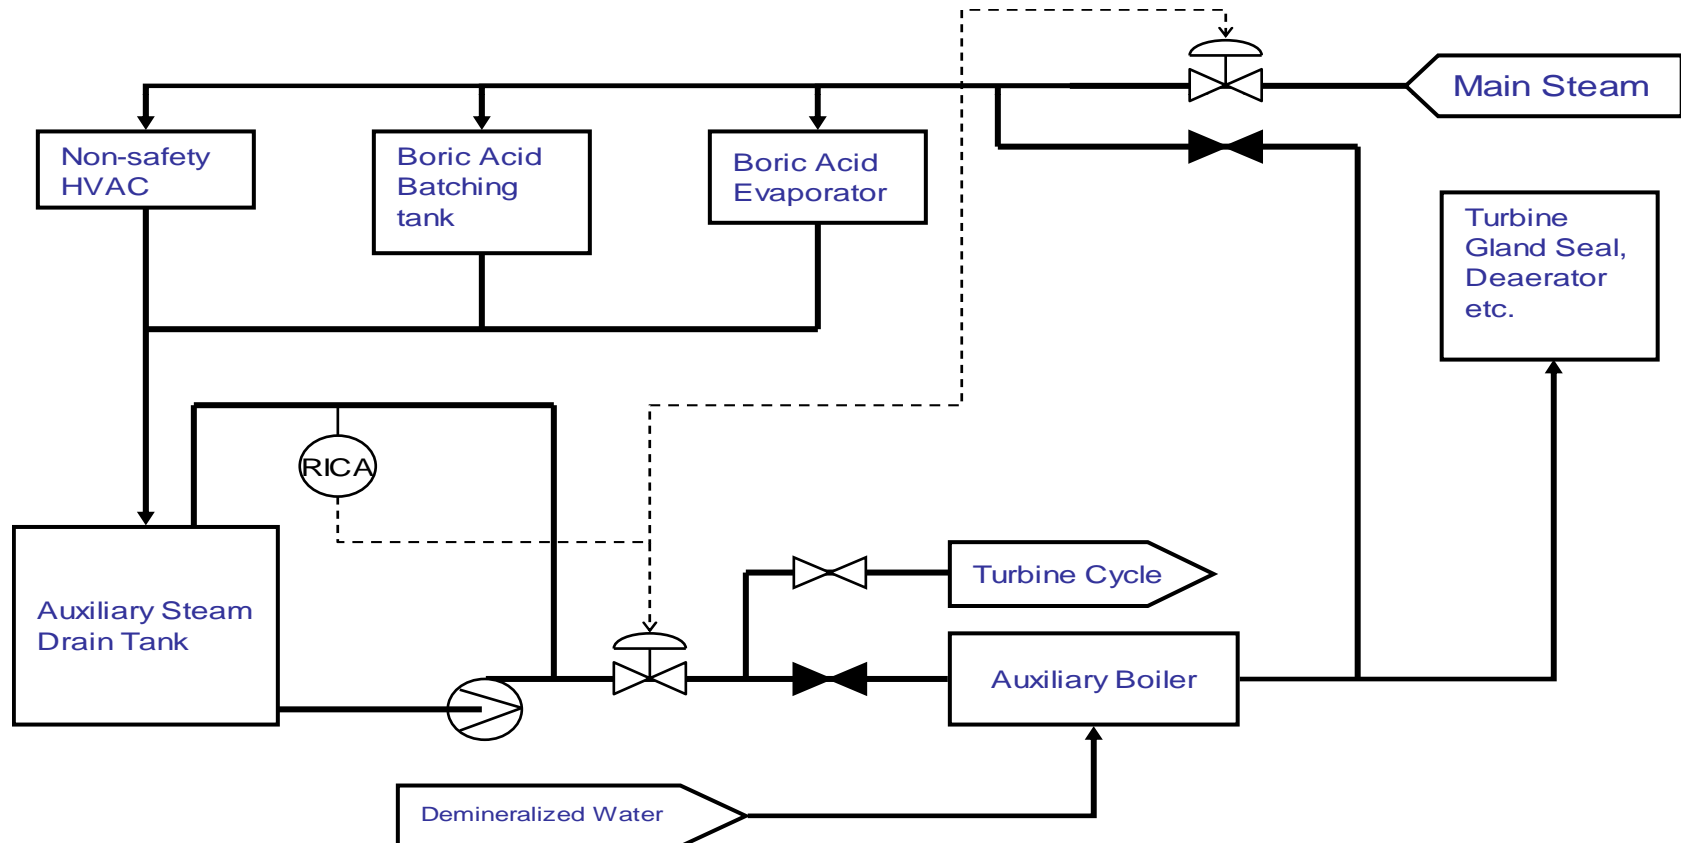 Main Steam
Non-safety
HVAC
Boric Acid
Batching
tank
Boric Acid
Evaporator
Turbine
Gland Seal,
Deaerator
etc.
RICA
Turbine Cycle
Auxiliary Steam
Drain Tank
Auxiliary Boiler
Demineralized Water